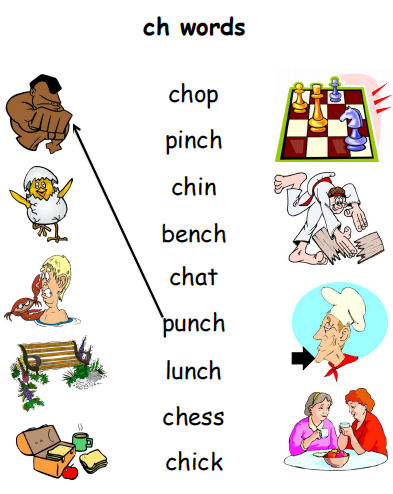 ch words
chop
pinch
chin
bench
chat
punch
lunch
chess
chick